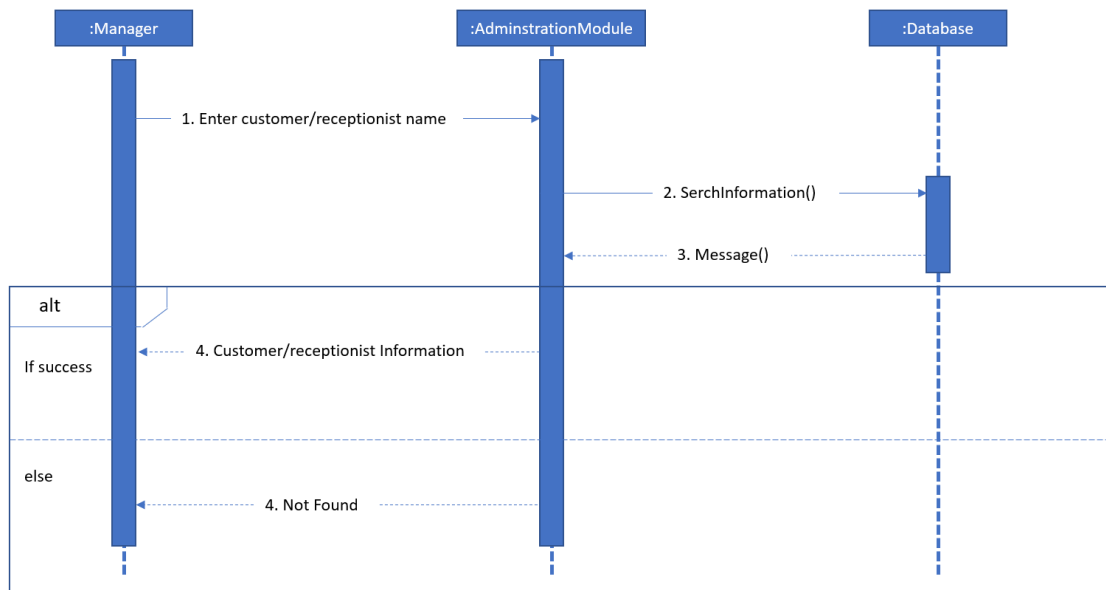 :Manager
:AdminstrationModule
:Database
1. Enter customer/receptionist name
2. SerchInformation()
3. Message()
alt
4. Customer/receptionist Information
If success
else
4. Not Found